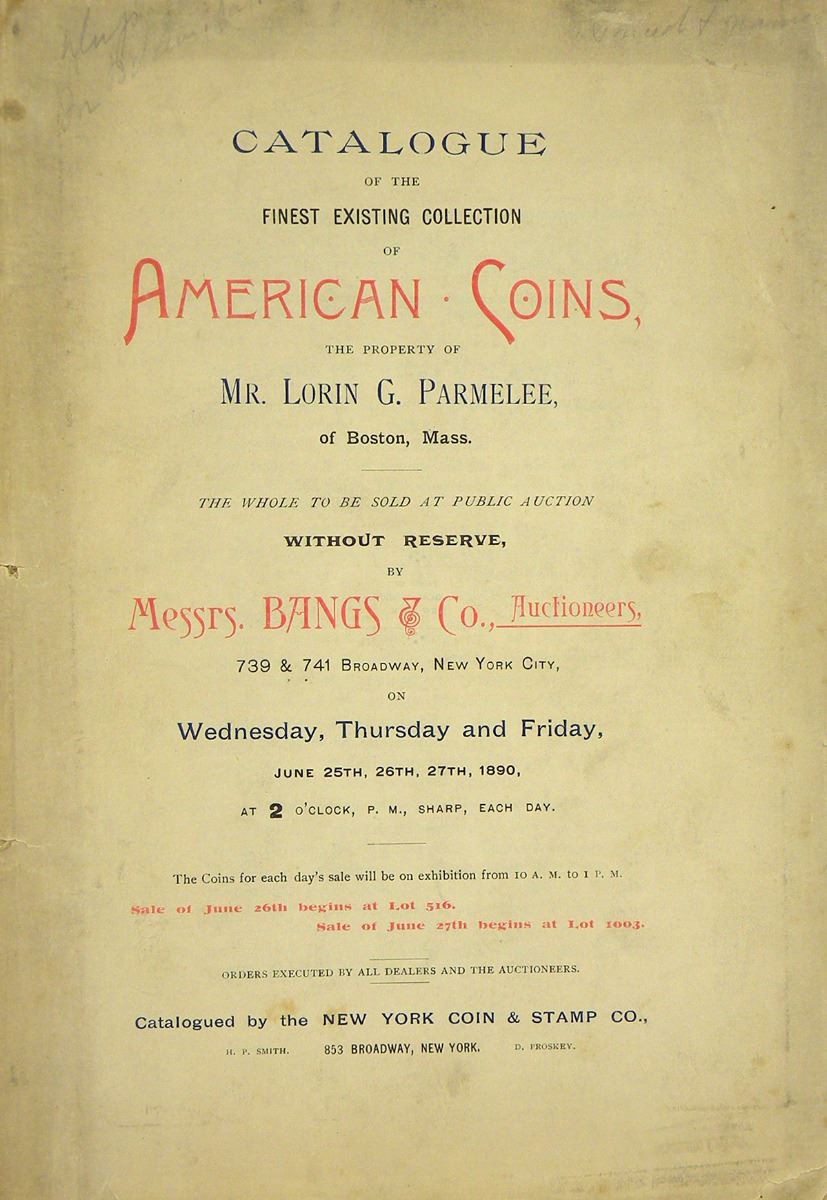 CATALOGUE
OF THE
FINEST EXISTING COLLECTION
OF
AMERICAN · COINS,
THE PROPERTY OF
MR. LORIN G. PARMELEE,
of Boston, Mass.
THE WHOLE TO BE SOLD AT PUBLIC AUCTION
WITHOUT RESERVE,
BY
Messrs. BANGS & Co., Auctioneers,
739 & 741 BROADWAY, NEW YORK CITY,
ON
Wednesday, Thursday and Friday,
JUNE 25TH, 26TH, 27TH, 1890,
AT 2 O'CLOCK, P. M., SHARP, EACH DAY.
The Coins for each day's sale will be on exhibition from 10 A. M. to 1 P. M.
Sale of June 26th begins at Lot 516.
Sale of June 27th begins at Lot 1003.
ORDERS EXECUTED BY ALL DEALERS AND THE AUCTIONEERS.
Catalogued by the NEW YORK COIN & STAMP CO.,
H. P. SMITH. 853 BROADWAY, NEW YORK. D. PROSKEY.